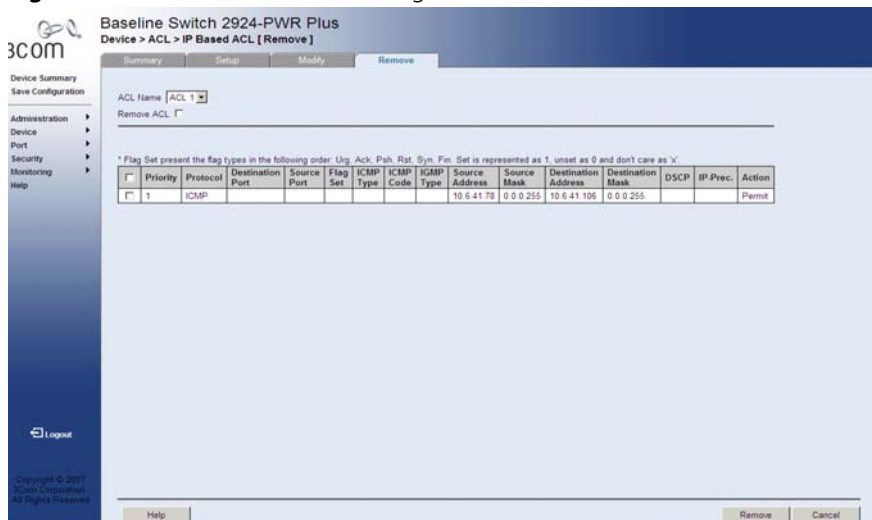 3COM
Baseline Switch 2924-PWR Plus
Device > ACL > IP Based ACL [ Remove ]
Summary Setup Modify Remove
Device Summary
Save Configuration
Administration
Device
Port
Security
Monitoring
Help
ACL Name ACL 1
Remove ACL
* Flag Set present the flag types in the following order: Urg, Ack, Psh, Rst, Syn, Fin. Set is represented as 1, unset as 0 and don't care as 'x'.
Priority Protocol Destination Port Source Port Flag Set ICMP Type ICMP Code IGMP Type Source Address Source Mask Destination Address Destination Mask DSCP IP-Prec. Action
1 ICMP 10.6.41.78 0.0.0.255 10.6.41.106 0.0.0.255 Permit
Logout
Copyright © 2007
3Com Corporation.
All Rights Reserved
Help Remove Cancel